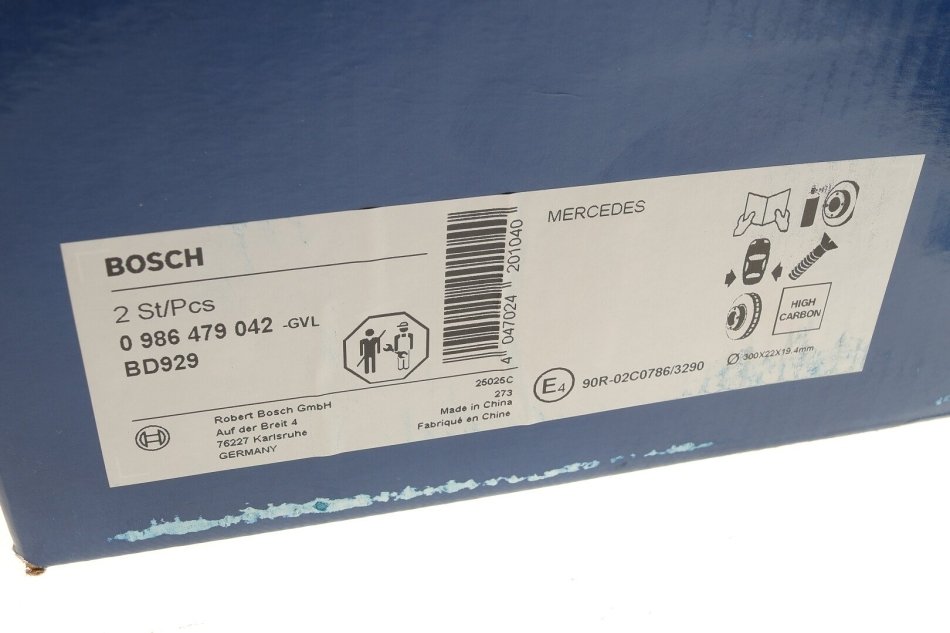 BOSCH
2 St/Pcs
0 986 479 042 -GVL
BD929
Robert Bosch GmbH
Auf der Breit 4
76227 Karlsruhe
GERMANY
25025C
273
Made in China
Fabriqué en Chine
4 047024 201040
MERCEDES
E4 90R-02C0786/3290
HIGH
CARBON
Ø 300X22X19.4mm